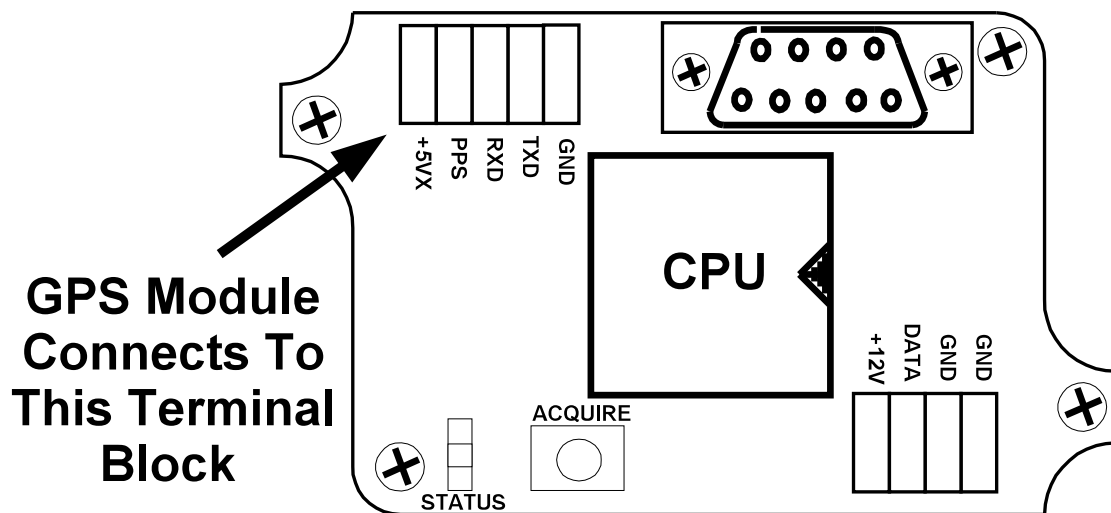 +5VX
PPS
RXD
TXD
GND
CPU
GPS Module
Connects To
This Terminal
Block
+12V
DATA
GND
GND
ACQUIRE
STATUS